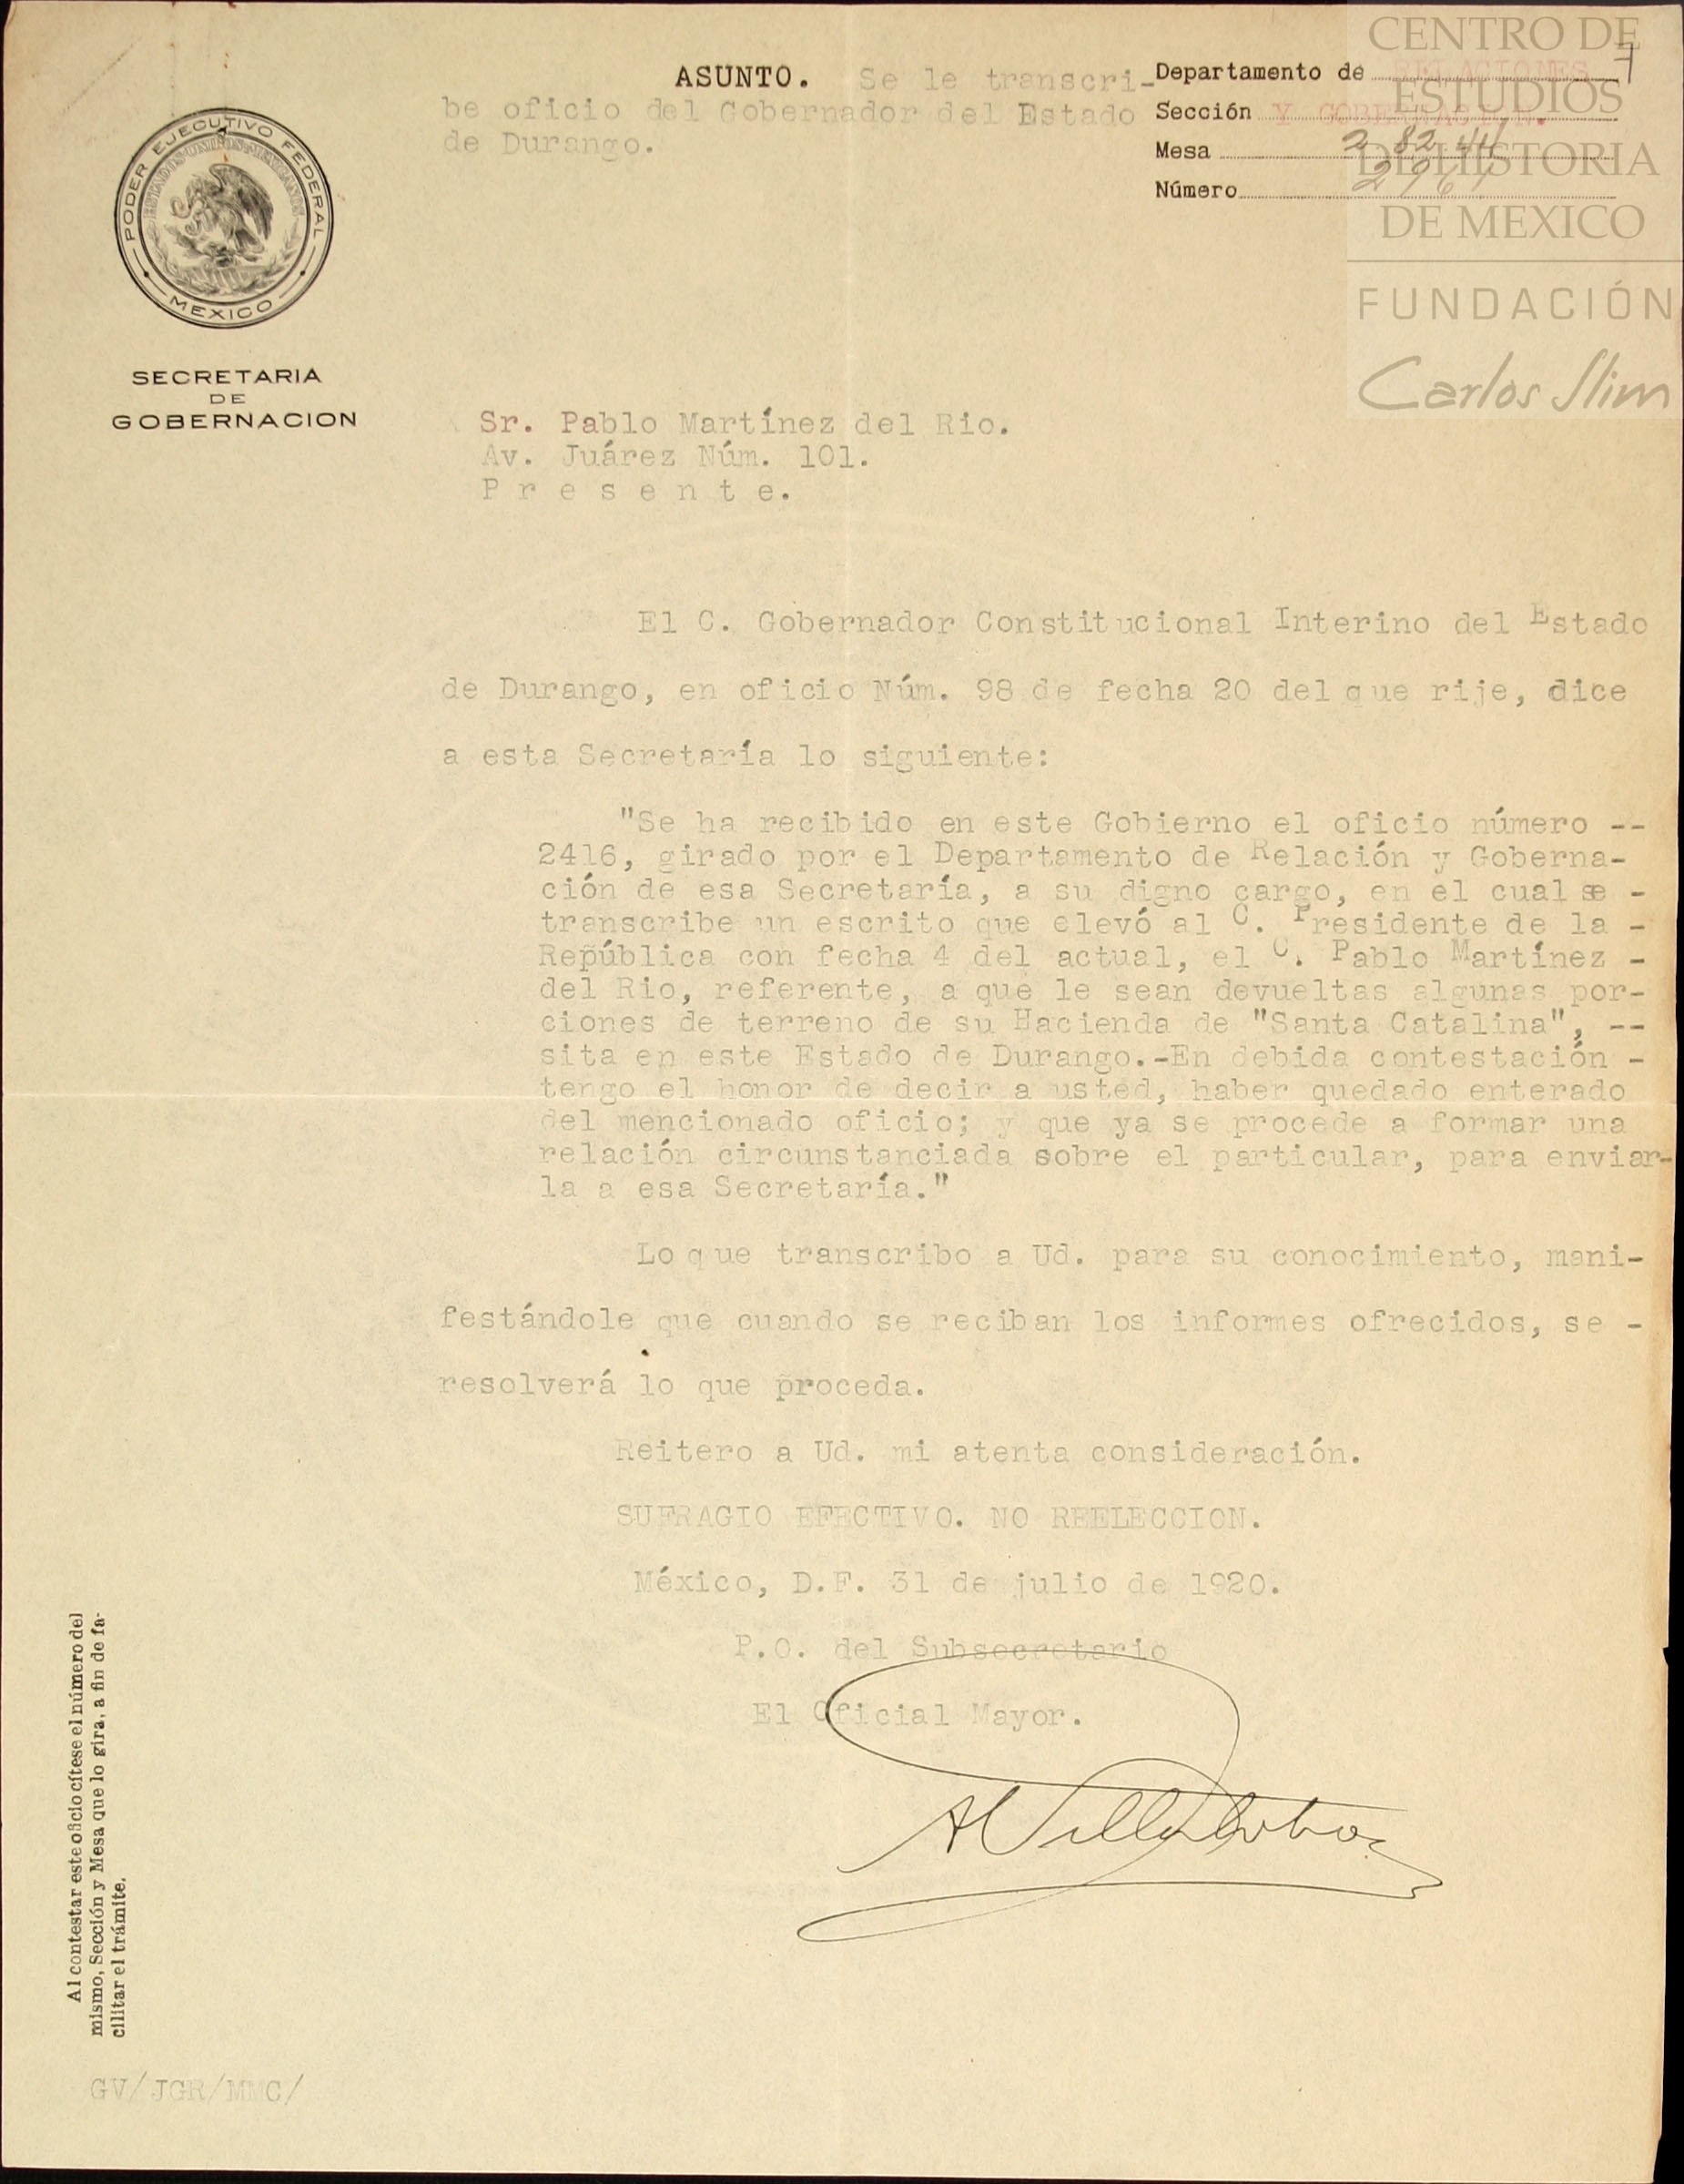 CENTRO DE
ESTUDIOS
DE HISTORIA
DE MEXICO
FUNDACIÓN
Carlos Slim
7
ASUNTO. Se le transcri-
be oficio del Gobernador del Estado
de Durango.
Departamento de RELACIONES
Sección Y GOBERNACION.
Mesa 2
Número
PODER EJECUTIVO FEDERAL
ESTADOS UNIDOS MEXICANOS
MEXICO
SECRETARIA
DE
GOBERNACION
Sr. Pablo Martínez del Rio.
Av. Juárez Núm. 101.
P r e s e n t e.
El C. Gobernador Constitucional Interino del Estado
de Durango, en oficio Núm. 98 de fecha 20 del que rije, dice
a esta Secretaría lo siguiente:
"Se ha recibido en este Gobierno el oficio número --
2416, girado por el Departamento de Relación y Goberna-
ción de esa Secretaría, a su digno cargo, en el cual se -
transcribe un escrito que elevó al C. Presidente de la -
República con fecha 4 del actual, el C. Pablo Martínez -
del Rio, referente, a que le sean devueltas algunas por-
ciones de terreno de su Hacienda de "Santa Catalina", --
sita en este Estado de Durango.-En debida contestación -
tengo el honor de decir a usted, haber quedado enterado
del mencionado oficio; y que ya se procede a formar una
relación circunstanciada sobre el particular, para enviar-
la a esa Secretaría."
Lo que transcribo a Ud. para su conocimiento, mani-
festándole que cuando se reciban los informes ofrecidos, se -
resolverá lo que proceda.
Reitero a Ud. mi atenta consideración.
SUFRAGIO EFECTIVO. NO REELECCION.
México, D.F. 31 de julio de 1920.
P.O. del Subsecretario
El Oficial Mayor.
Al contestar este oficio cítese el número del
mismo, Sección y Mesa que lo gira, a fin de fa-
cilitar el trámite.
GV/JGR/MMC/